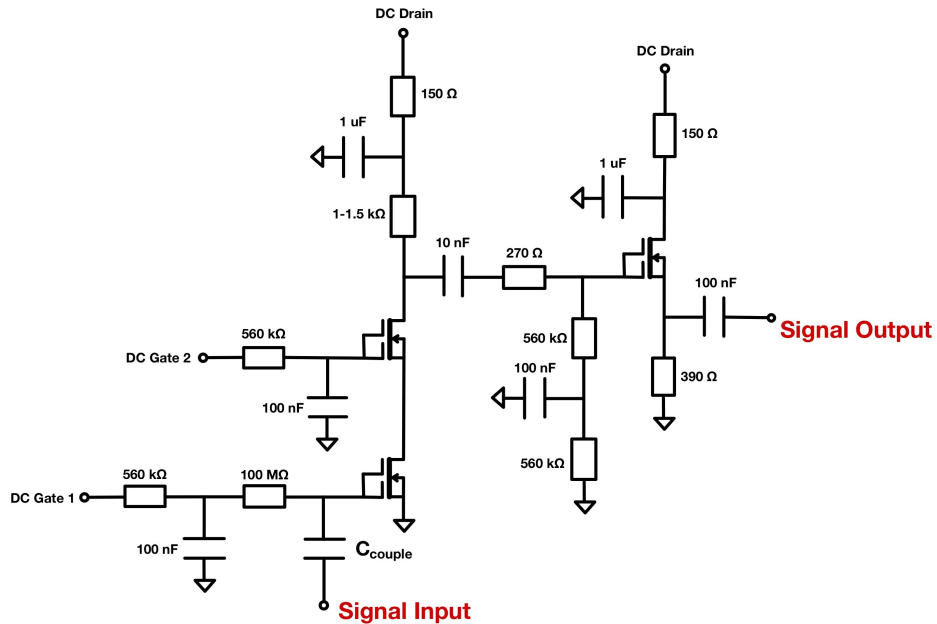 DC Drain
DC Drain
150 Ω
150 Ω
1 uF
1 uF
1-1.5 kΩ
10 nF
270 Ω
100 nF
Signal Output
560 kΩ
560 kΩ
DC Gate 2
100 nF
390 Ω
100 nF
560 kΩ
560 kΩ
100 MΩ
DC Gate 1
100 nF
Ccouple
Signal Input